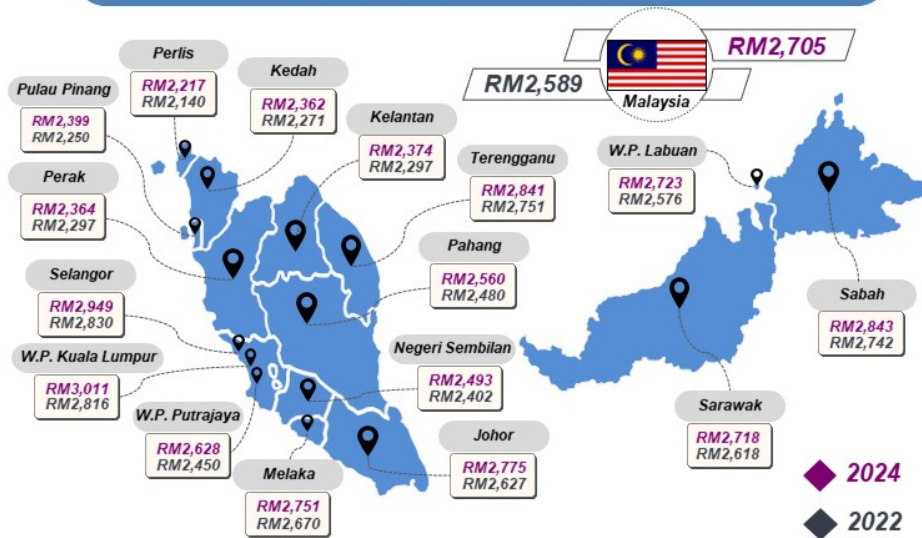 RM2,705
RM2,589
Malaysia
Perlis
RM2,217
RM2,140
Kedah
RM2,362
RM2,271
Pulau Pinang
RM2,399
RM2,250
Kelantan
RM2,374
RM2,297
Perak
RM2,364
RM2,297
Terengganu
RM2,841
RM2,751
W.P. Labuan
RM2,723
RM2,576
Pahang
RM2,560
RM2,480
Selangor
RM2,949
RM2,830
Sabah
RM2,843
RM2,742
W.P. Kuala Lumpur
RM3,011
RM2,816
Negeri Sembilan
RM2,493
RM2,402
W.P. Putrajaya
RM2,628
RM2,450
Johor
RM2,775
RM2,627
Sarawak
RM2,718
RM2,618
Melaka
RM2,751
RM2,670
2024
2022